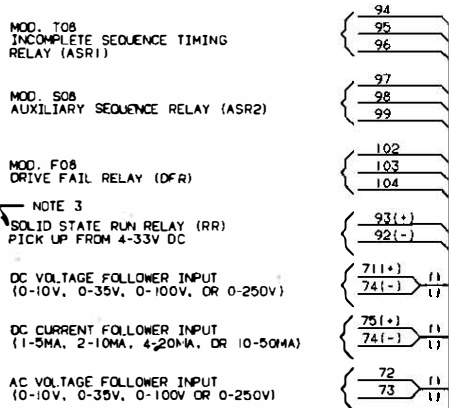 MOD. T08
INCOMPLETE SEQUENCE TIMING
RELAY (ASR1)
94
95
96
MOD. S08
AUXILIARY SEQUENCE RELAY (ASR2)
97
98
99
MOD. F08
DRIVE FAIL RELAY (DFR)
102
103
104
NOTE 3
SOLID STATE RUN RELAY (RR)
PICK UP FROM 4-33V DC
93(+)
92(-)
DC VOLTAGE FOLLOWER INPUT
(0-10V, 0-35V, 0-100V, OR 0-250V)
71(+)
74(-)
DC CURRENT FOLLOWER INPUT
(1-5MA, 2-10MA, 4-20MA, OR 10-50MA)
75(+)
74(-)
AC VOLTAGE FOLLOWER INPUT
(0-10V, 0-35V, 0-100V OR 0-250V)
72
73